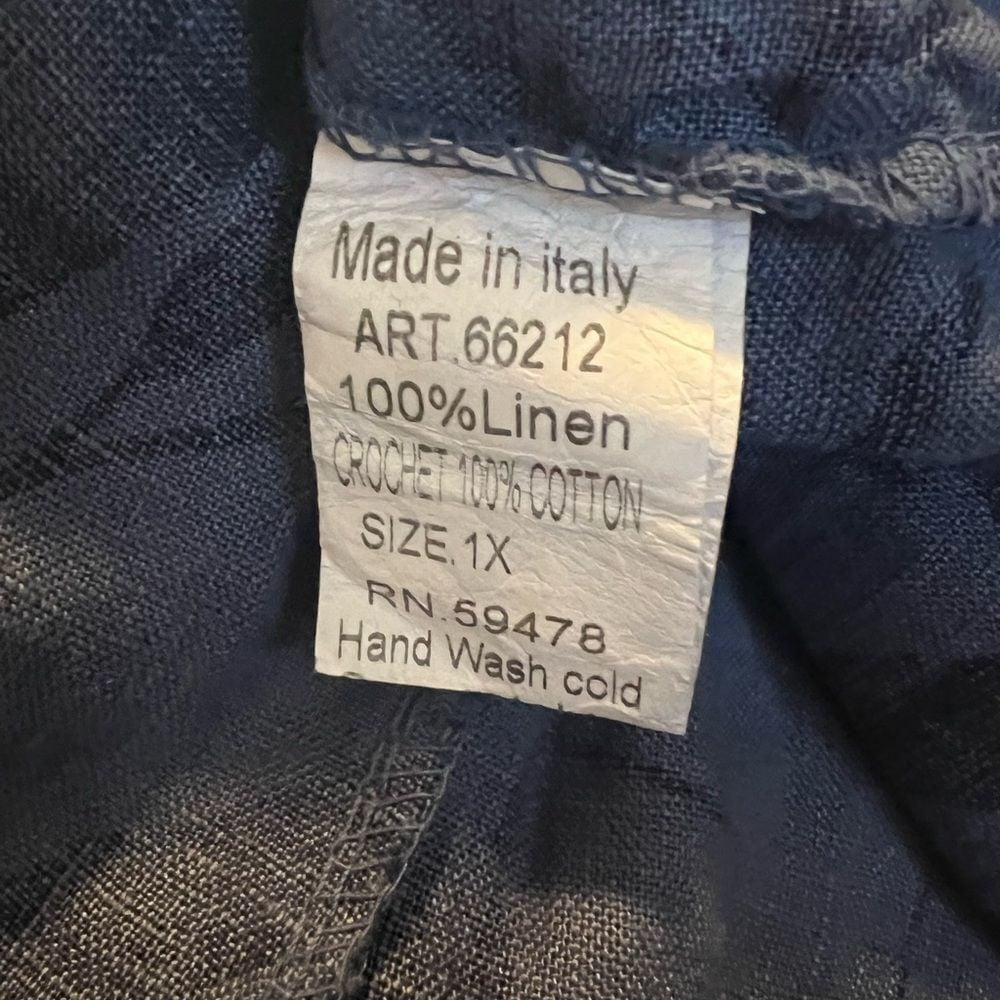 Made in italy
ART.66212
100%Linen
CROCHET 100% COTTON
SIZE.1X
RN.59478
Hand Wash cold